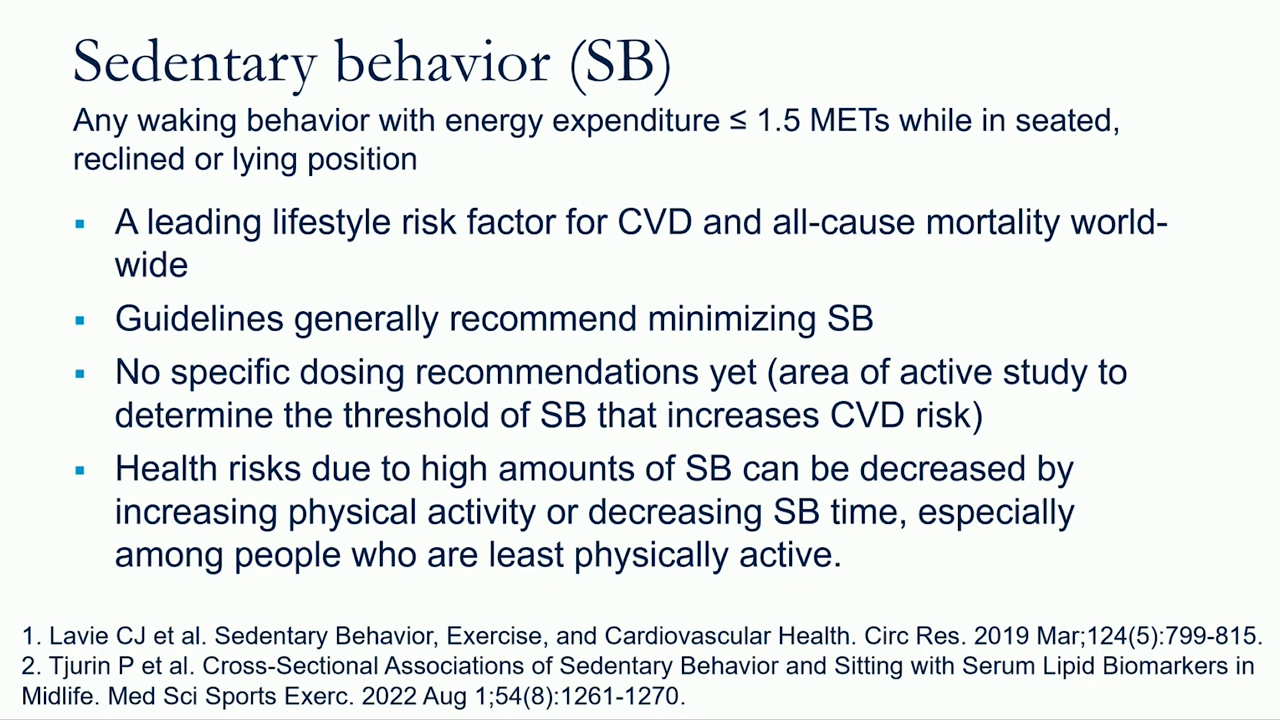 Sedentary behavior (SB)
Any waking behavior with energy expenditure ≤ 1.5 METs while in seated,
reclined or lying position
▪ A leading lifestyle risk factor for CVD and all-cause mortality world-
wide
▪ Guidelines generally recommend minimizing SB
▪ No specific dosing recommendations yet (area of active study to
determine the threshold of SB that increases CVD risk)
▪ Health risks due to high amounts of SB can be decreased by
increasing physical activity or decreasing SB time, especially
among people who are least physically active.
1. Lavie CJ et al. Sedentary Behavior, Exercise, and Cardiovascular Health. Circ Res. 2019 Mar;124(5):799-815.
2. Tjurin P et al. Cross-Sectional Associations of Sedentary Behavior and Sitting with Serum Lipid Biomarkers in
Midlife. Med Sci Sports Exerc. 2022 Aug 1;54(8):1261-1270.